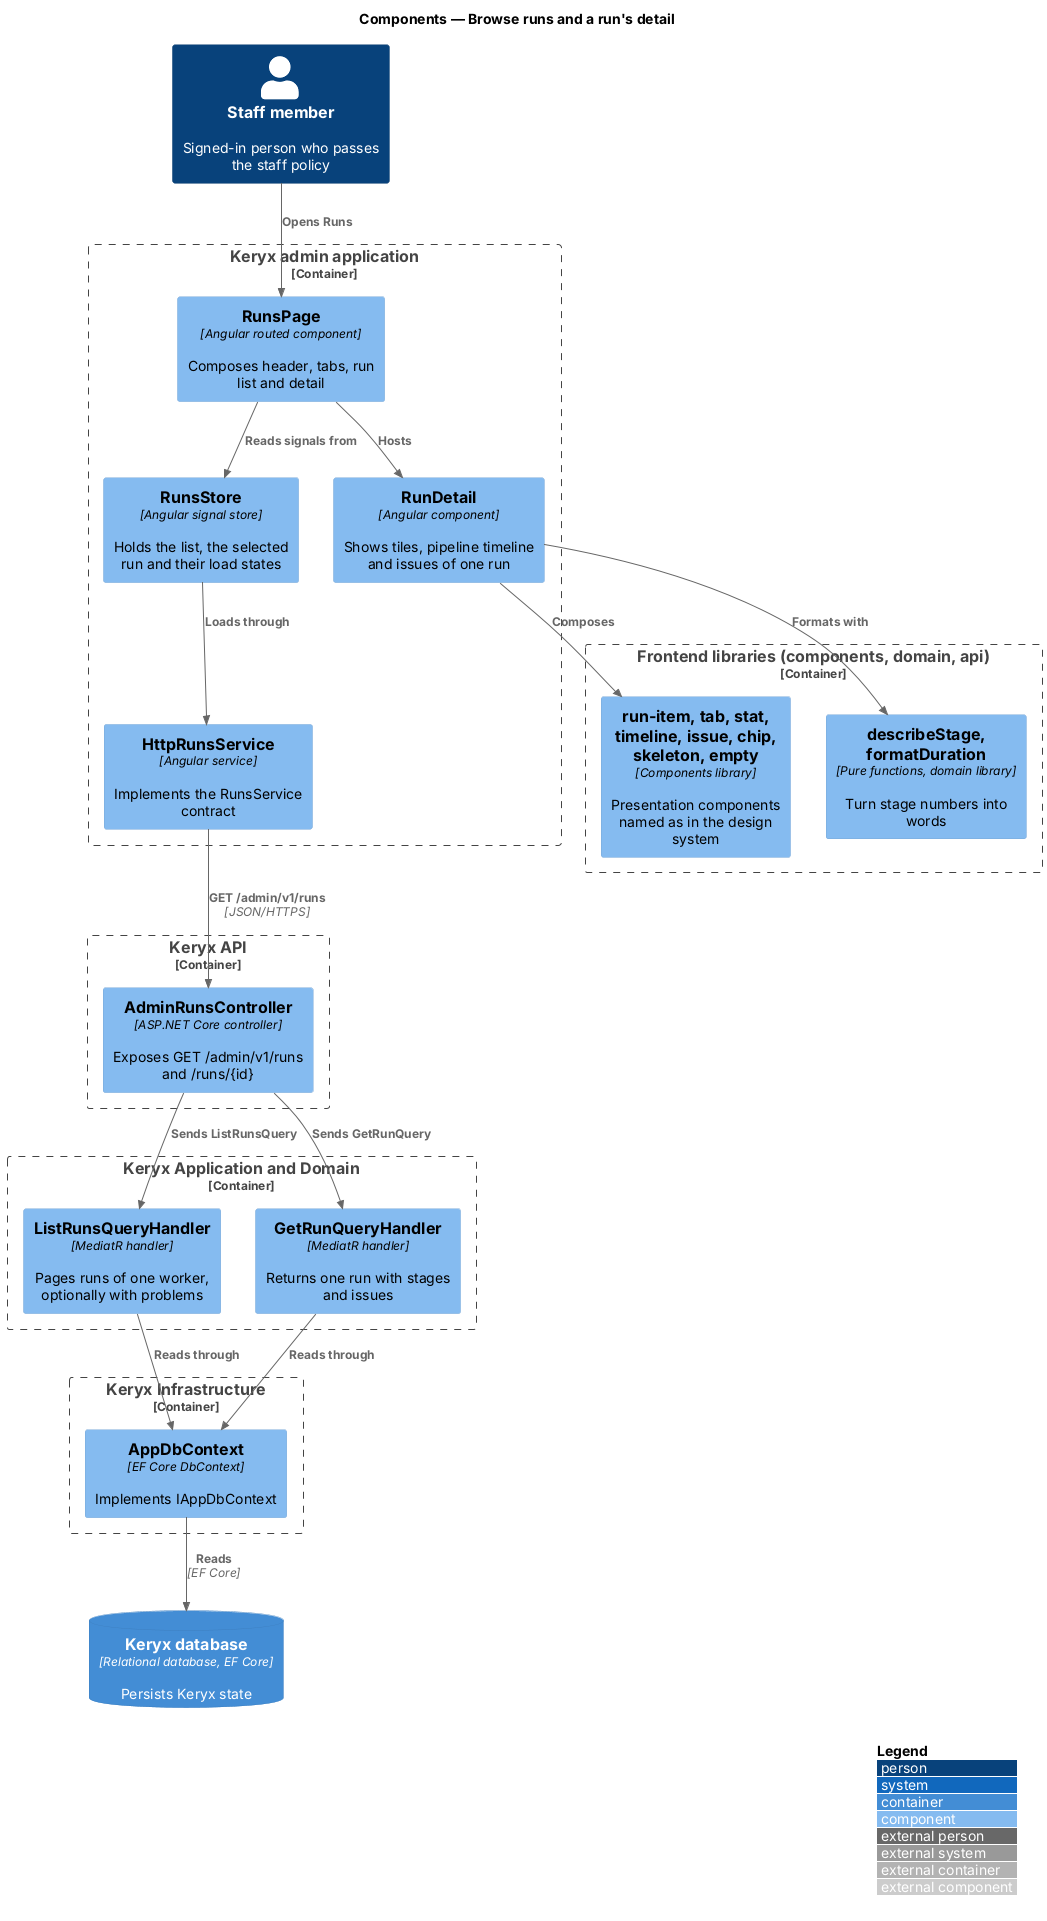 Components — Browse runs and a run's detail
Staff member
Signed-in person who passes
the staff policy
Opens Runs
Keryx admin application
[Container]
RunsPage
[Angular routed component]
Composes header, tabs, run
list and detail
Reads signals from
Hosts
RunsStore
[Angular signal store]
Holds the list, the selected
run and their load states
RunDetail
[Angular component]
Shows tiles, pipeline timeline
and issues of one run
Loads through
Composes
Formats with
Frontend libraries (components, domain, api)
[Container]
run-item, tab, stat,
timeline, issue, chip,
skeleton, empty
[Components library]
Presentation components
named as in the design
system
describeStage,
formatDuration
[Pure functions, domain library]
Turn stage numbers into
words
HttpRunsService
[Angular service]
Implements the RunsService
contract
GET /admin/v1/runs
[JSON/HTTPS]
Keryx API
[Container]
AdminRunsController
[ASP.NET Core controller]
Exposes GET /admin/v1/runs
and /runs/{id}
Sends ListRunsQuery
Sends GetRunQuery
Keryx Application and Domain
[Container]
ListRunsQueryHandler
[MediatR handler]
Pages runs of one worker,
optionally with problems
GetRunQueryHandler
[MediatR handler]
Returns one run with stages
and issues
Reads through
Reads through
Keryx Infrastructure
[Container]
AppDbContext
[EF Core DbContext]
Implements IAppDbContext
Reads
[EF Core]
Keryx database
[Relational database, EF Core]
Persists Keryx state
Legend
person
system
container
component
external person
external system
external container
external component